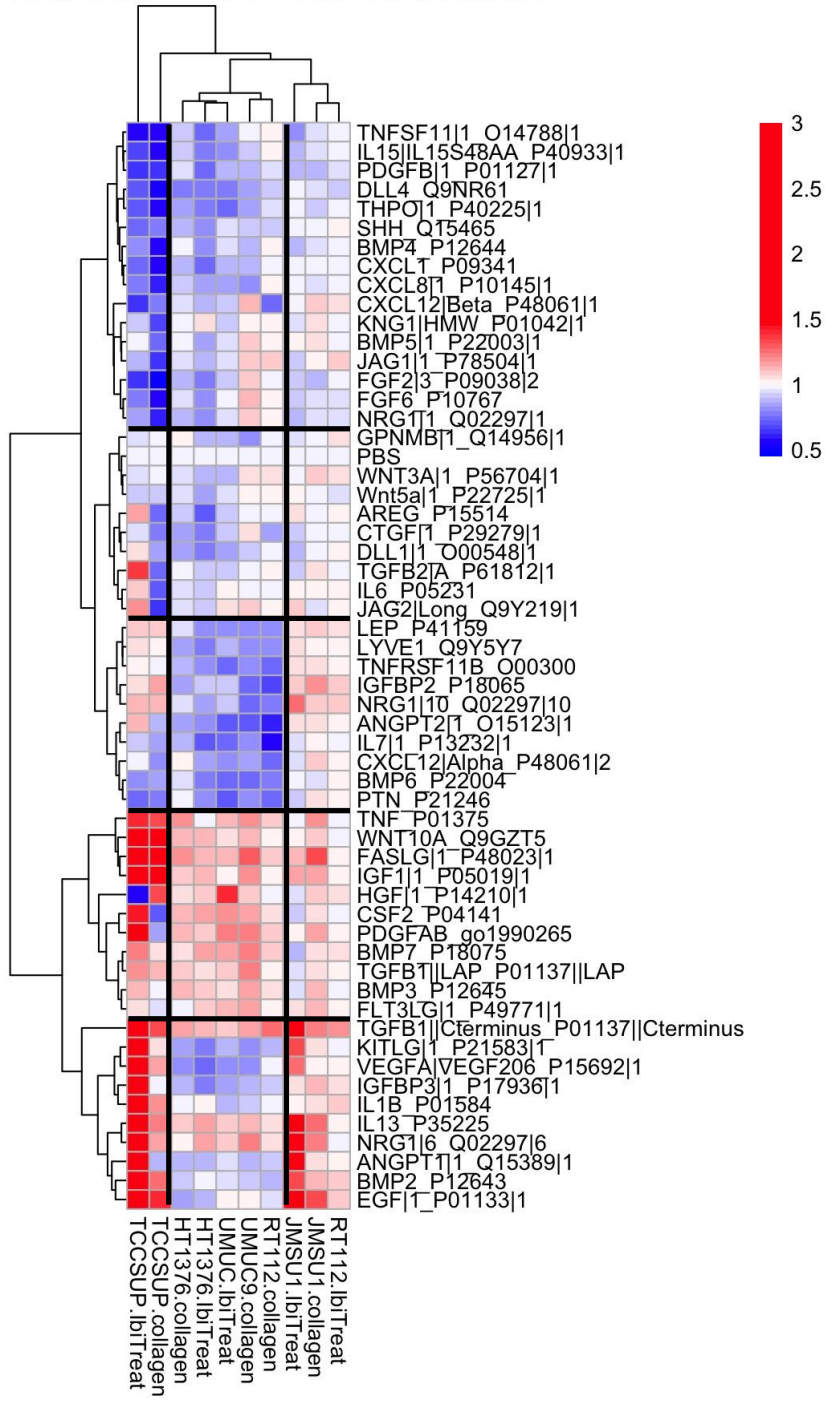 TNFSF11|1_O14788|1
IL15|IL15S48AA_P40933|1
PDGFB|1_P01127|1
DLL4_Q9NR61
THPO|1_P40225|1
SHH_Q15465
BMP4_P12644
CXCL1_P09341
CXCL8|1_P10145|1
CXCL12|Beta_P48061|1
KNG1|HMW_P01042|1
BMP5|1_P22003|1
JAG1|1_P78504|1
FGF2|3_P09038|2
FGF6_P10767
NRG1|1_Q02297|1
GPNMB|1_Q14956|1
PBS
WNT3A|1_P56704|1
Wnt5a|1_P22725|1
AREG_P15514
CTGF|1_P29279|1
DLL1|1_O00548|1
TGFB2|A_P61812|1
IL6_P05231
JAG2|Long_Q9Y219|1
LEP_P41159
LYVE1_Q9Y5Y7
TNFRSF11B_O00300
IGFBP2_P18065
NRG1|10_Q02297|10
ANGPT2|1_O15123|1
IL7|1_P13232|1
CXCL12|Alpha_P48061|2
BMP6_P22004
PTN_P21246
TNF_P01375
WNT10A_Q9GZT5
FASLG|1_P48023|1
IGF1|1_P05019|1
HGF|1_P14210|1
CSF2_P04141
PDGFAB_go1990265
BMP7_P18075
TGFB1||LAP_P01137||LAP
BMP3_P12645
FLT3LG|1_P49771|1
TGFB1||Cterminus_P01137||Cterminus
KITLG|1_P21583|1
VEGFA|VEGF206_P15692|1
IGFBP3|1_P17936|1
IL1B_P01584
IL13_P35225
NRG1|6_Q02297|6
ANGPT1|1_Q15389|1
BMP2_P12643
EGF|1_P01133|1
3
2.5
2
1.5
1
0.5
TCCSUP.IbiTreat
TCCSUP.collagen
HT1376.collagen
HT1376.IbiTreat
UMUC.IbiTreat
UMUC9.collagen
RT112.collagen
JMSU1.IbiTreat
JMSU1.collagen
RT112.IbiTreat